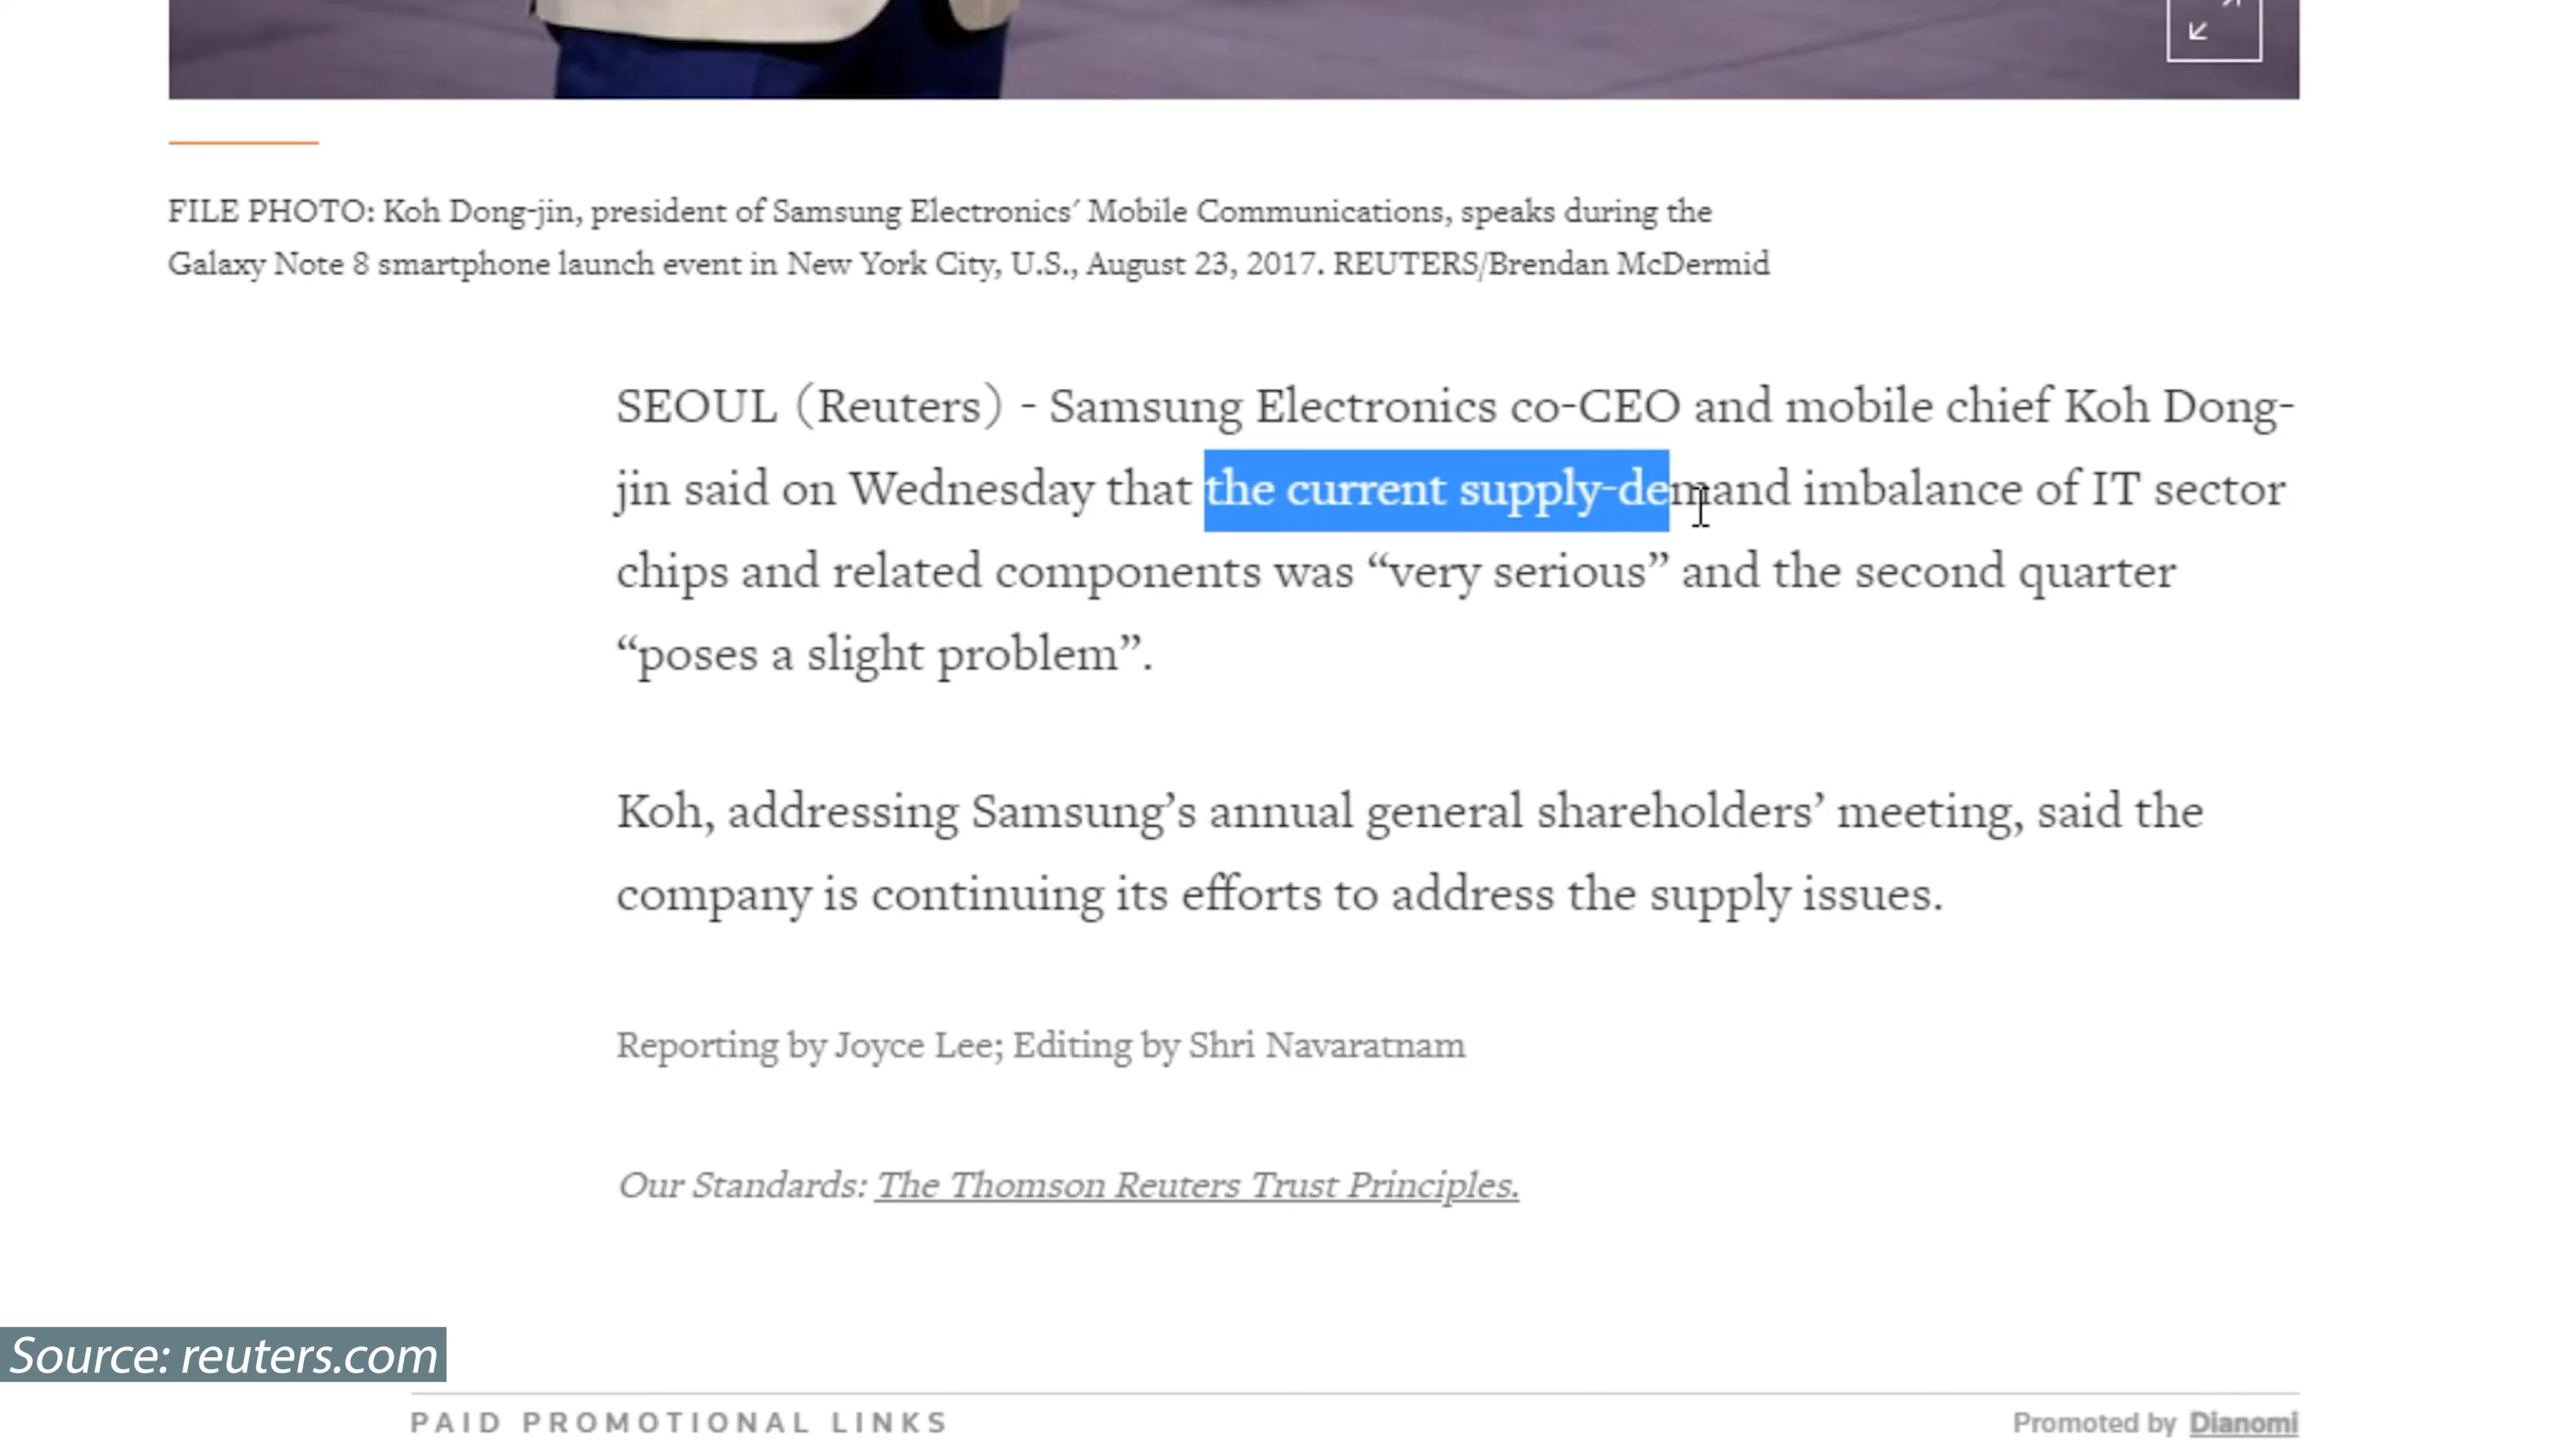 FILE PHOTO: Koh Dong-jin, president of Samsung Electronics' Mobile Communications, speaks during the
Galaxy Note 8 smartphone launch event in New York City, U.S., August 23, 2017. REUTERS/Brendan McDermid
SEOUL (Reuters) - Samsung Electronics co-CEO and mobile chief Koh Dong-
jin said on Wednesday that the current supply-demand imbalance of IT sector
chips and related components was “very serious” and the second quarter
“poses a slight problem”.
Koh, addressing Samsung’s annual general shareholders’ meeting, said the
company is continuing its efforts to address the supply issues.
Reporting by Joyce Lee; Editing by Shri Navaratnam
Our Standards: The Thomson Reuters Trust Principles.
Source: reuters.com
PAID PROMOTIONAL LINKS
Promoted by Dianomi